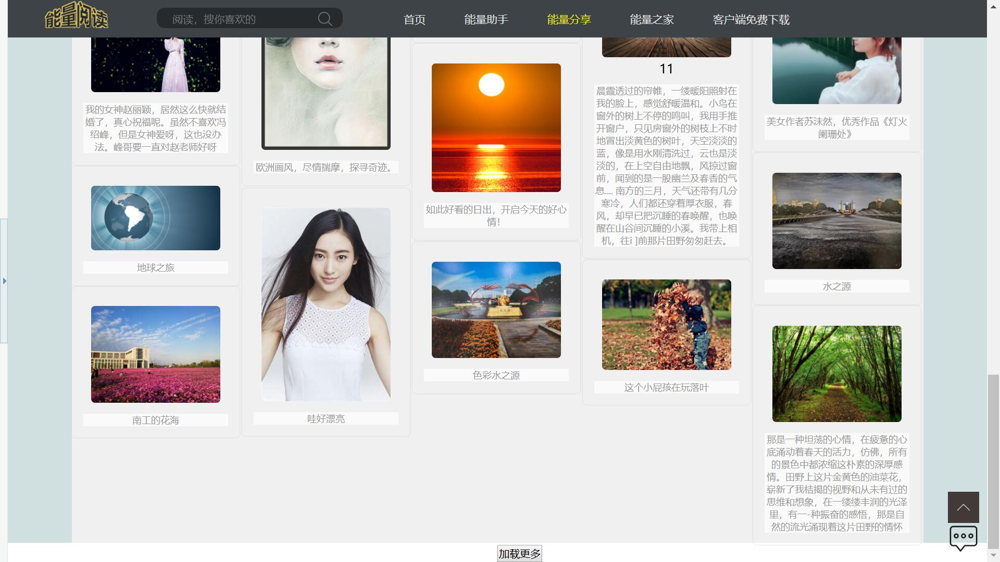 能量阅读
阅读，搜你喜欢的
首页
能量助手
能量分享
能量之家
客户端免费下载
我的女神赵丽颖，居然这么快就结
婚了，真心祝福呢。虽然不喜欢冯
绍峰，但是女神爱呀，这也没办
法。峰哥要一直对赵老师好呀
地球之旅
南工的花海
欧洲画风，尽情揣摩，探寻奇迹。
哇好漂亮
如此好看的日出，开启今天的好心
情！
色彩水之源
11
晨霞透过的帘帷，一缕暖阳照射在
我的脸上，感觉舒暖温和。小鸟在
窗外的树上不停的鸣叫，我用手推
开窗户，只见房窗外的树枝上不时
地冒出淡黄色的树叶，天空淡淡的
蓝，像是用水刚清洗过，云也是淡
淡的，在上空自由地飘，风掠过窗
前，闻到的是一股幽兰及春香的气
息..... 南方的三月，天气还带有几分
寒冷，人们都还穿着厚衣服，春
风，却早已把沉睡的春唤醒，也唤
醒在山谷间沉睡的小溪。我带上相
机，往i ]前那片田野匆匆赶去。
这个小屁孩在玩落叶
美女作者苏沫然，优秀作品《灯火
阑珊处》
水之源
那是一种坦荡的心情，在疲惫的心
底涌动着春天的活力，仿佛，所有
的景色中都浓缩这朴素的深厚感
情。田野上这片金黄色的油菜花，
崭新了我枯揭的视野和从未有过的
思维和想象，在一缕缕丰润的光泽
里，有一-种振奋的感悟，那是自
然的流光涌现着这片田野的情怀
加载更多